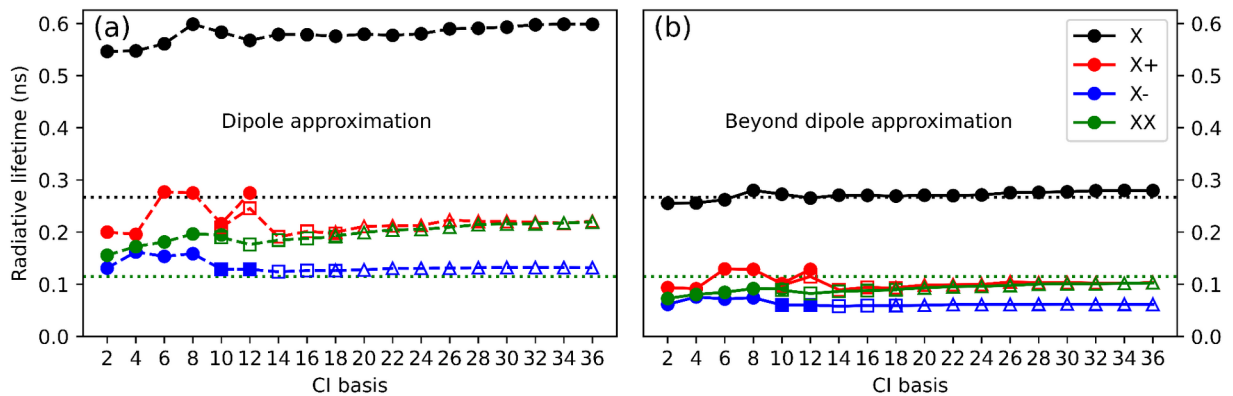 (a)
Dipole approximation
Radiative lifetime (ns)
0.6
0.5
0.4
0.3
0.2
0.1
0.0
2 4 6 8 10 12 14 16 18 20 22 24 26 28 30 32 34 36
CI basis
(b)
Beyond dipole approximation
X
X+
X-
XX
0.6
0.5
0.4
0.3
0.2
0.1
0.0
2 4 6 8 10 12 14 16 18 20 22 24 26 28 30 32 34 36
CI basis